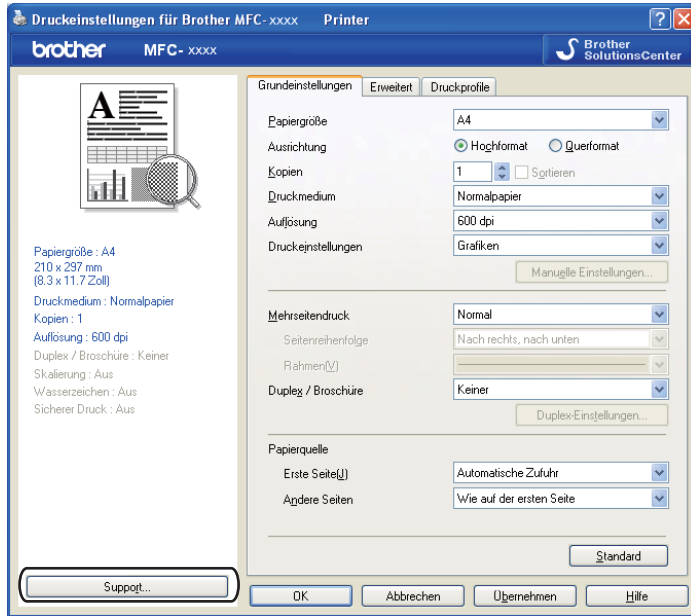 Druckeinstellungen für Brother MFC- xxxx Printer
brother MFC- xxxx
Brother
SolutionsCenter
Grundeinstellungen Erweitert Druckprofile
A
Papiergröße : A4
210 x 297 mm
(8.3 x 11.7 Zoll)
Druckmedium : Normalpapier
Kopien : 1
Auflösung : 600 dpi
Duplex / Broschüre : Keiner
Skalierung : Aus
Wasserzeichen : Aus
Sicherer Druck : Aus
Support...
Papiergröße A4
Ausrichtung Hochformat Querformat
Kopien 1 Sortieren
Druckmedium Normalpapier
Auflösung 600 dpi
Druckeinstellungen Grafiken
Manuelle Einstellungen...
Mehrseitendruck Normal
Seitenreihenfolge Nach rechts, nach unten
Rahmen(V)
Duplex / Broschüre Keiner
Duplex-Einstellungen...
Papierquelle
Erste Seite(J) Automatische Zufuhr
Andere Seiten Wie auf der ersten Seite
Standard
OK Abbrechen Übernehmen Hilfe